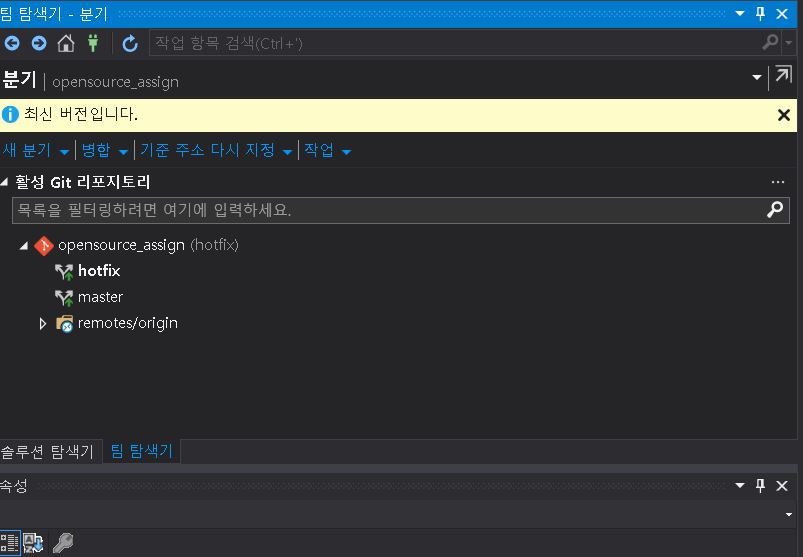 팀 탐색기 - 분기
작업 항목 검색(Ctrl+')
분기 | opensource_assign
최신 버전입니다.
새 분기 | 병합 | 기준 주소 다시 지정 | 작업
활성 Git 리포지토리
목록을 필터링하려면 여기에 입력하세요.
opensource_assign (hotfix)
hotfix
master
remotes/origin
솔루션 탐색기 팀 탐색기
속성